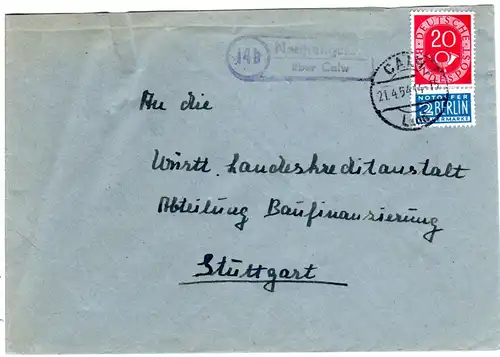 14b
über Calw
DEUTSCHE
20
BUNDESPOST
CALW
21.4.54
NOTOPFER
2 BERLIN
STEUERMARKE
An die
Württ. Landeskreditanstalt
Abteilung Baufinanzierung
Stuttgart